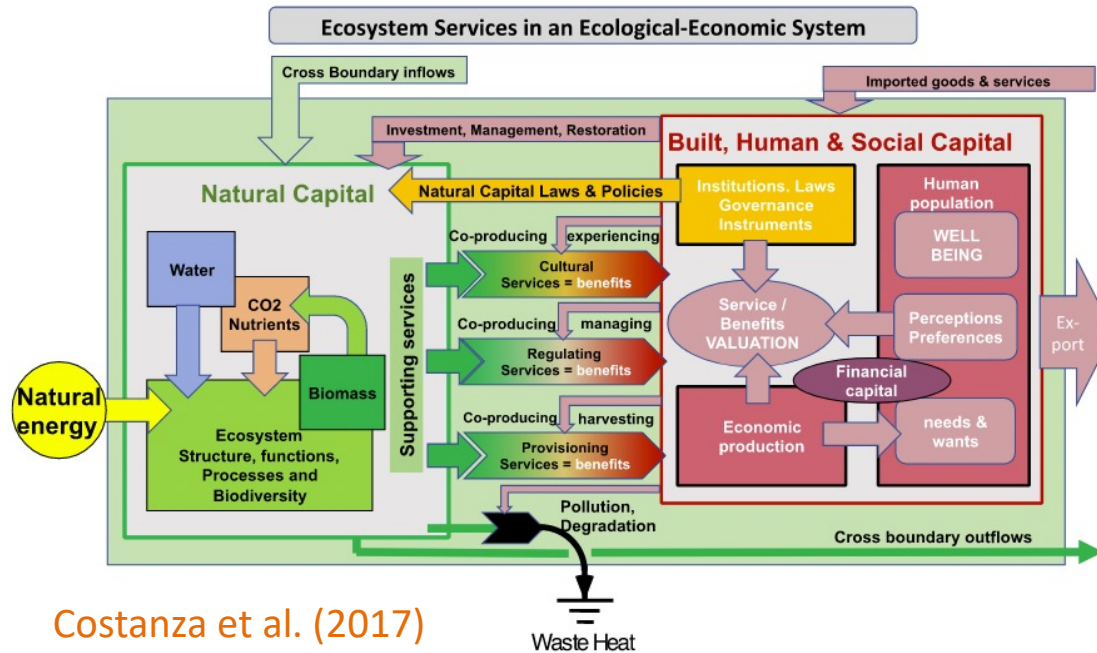 Ecosystem Services in an Ecological-Economic System
Cross Boundary inflows
Imported goods & services
Investment, Management, Restoration
Built, Human & Social Capital
Natural Capital
Natural Capital Laws & Policies
Institutions. Laws
Governance
Instruments
Human
population
WELL
BEING
Water
CO2
Nutrients
Biomass
Natural
energy
Ecosystem
Structure, functions,
Processes and
Biodiversity
Supporting services
Co-producing experiencing
Cultural
Services = benefits
Co-producing managing
Regulating
Services = benefits
Co-producing harvesting
Provisioning
Services = benefits
Service /
Benefits
VALUATION
Perceptions
Preferences
Financial
capital
Economic
production
needs &
wants
Ex-
port
Pollution,
Degradation
Cross boundary outflows
Waste Heat
Costanza et al. (2017)